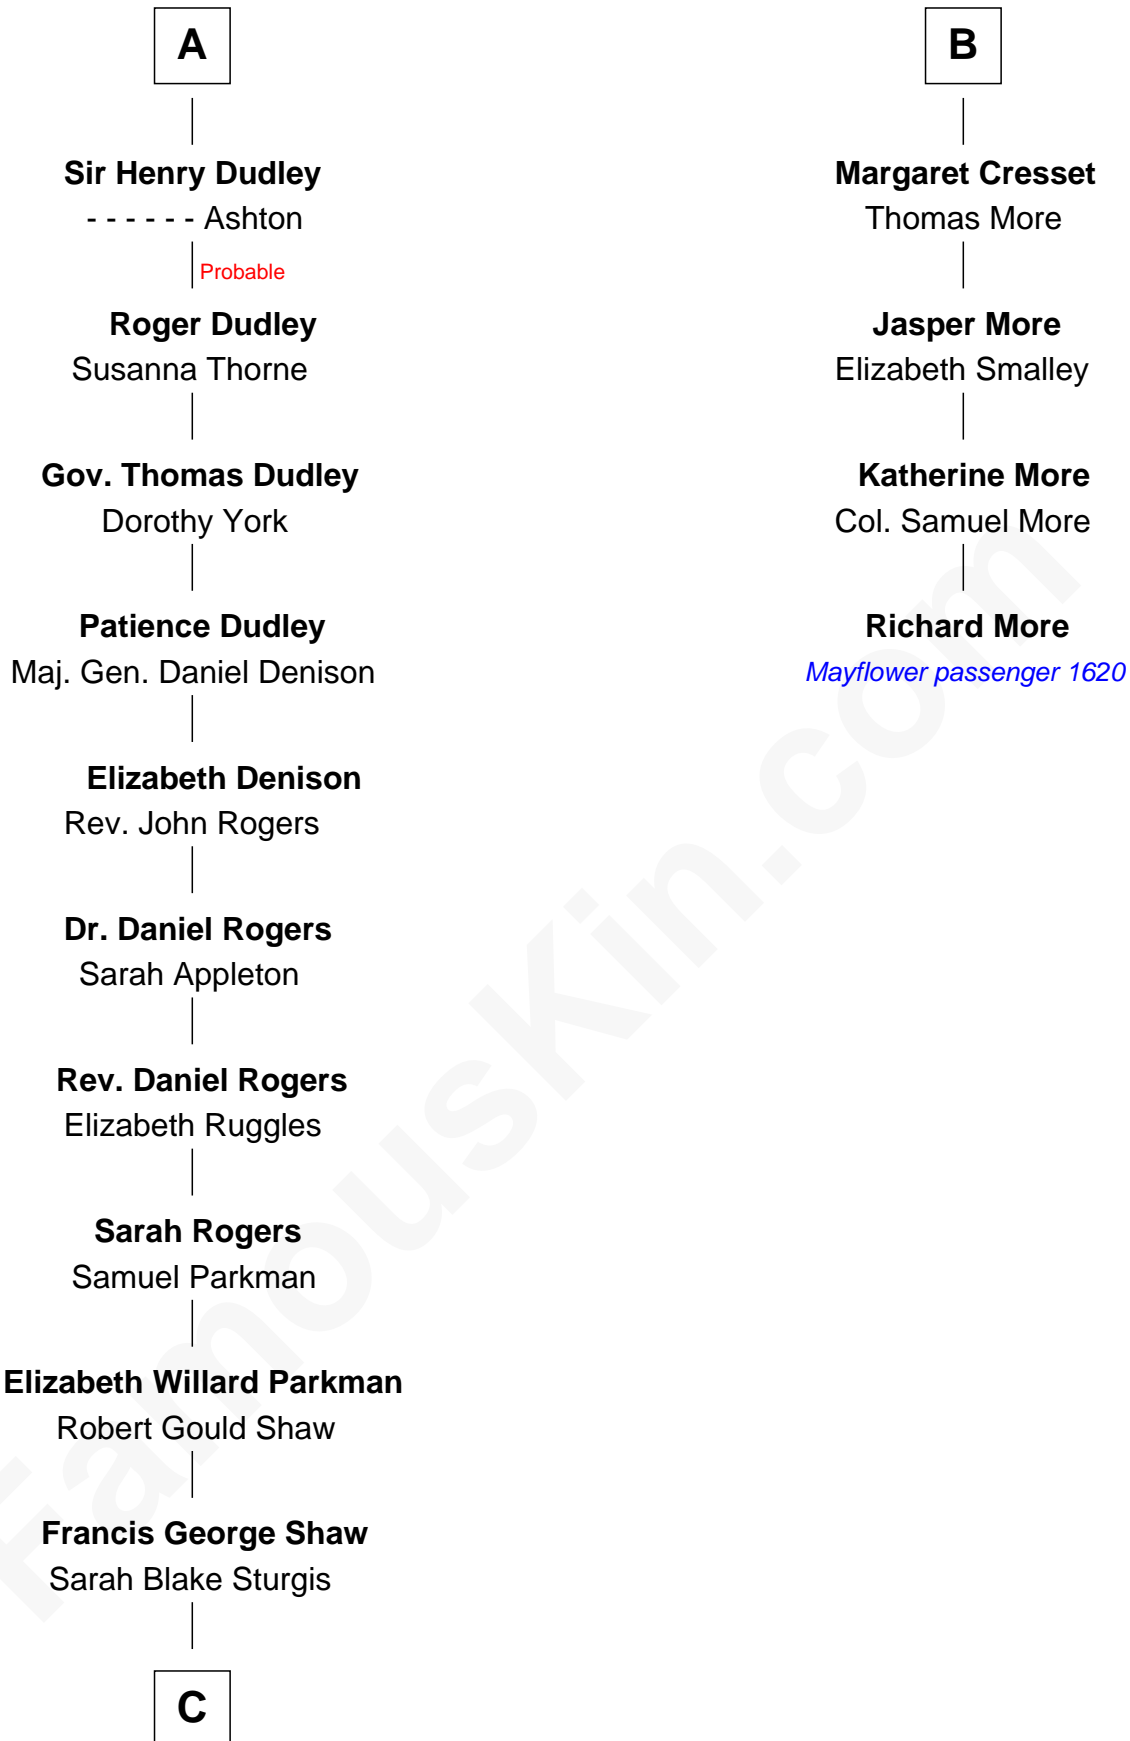 A
Sir Henry Dudley
- - - - - - Ashton
Probable
Roger Dudley
Susanna Thorne
Gov. Thomas Dudley
Dorothy York
Patience Dudley
Maj. Gen. Daniel Denison
Elizabeth Denison
Rev. John Rogers
Dr. Daniel Rogers
Sarah Appleton
Rev. Daniel Rogers
Elizabeth Ruggles
Sarah Rogers
Samuel Parkman
Elizabeth Willard Parkman
Robert Gould Shaw
Francis George Shaw
Sarah Blake Sturgis
C
B
Margaret Cresset
Thomas More
Jasper More
Elizabeth Smalley
Katherine More
Col. Samuel More
Richard More
Mayflower passenger 1620
FamousKin.com